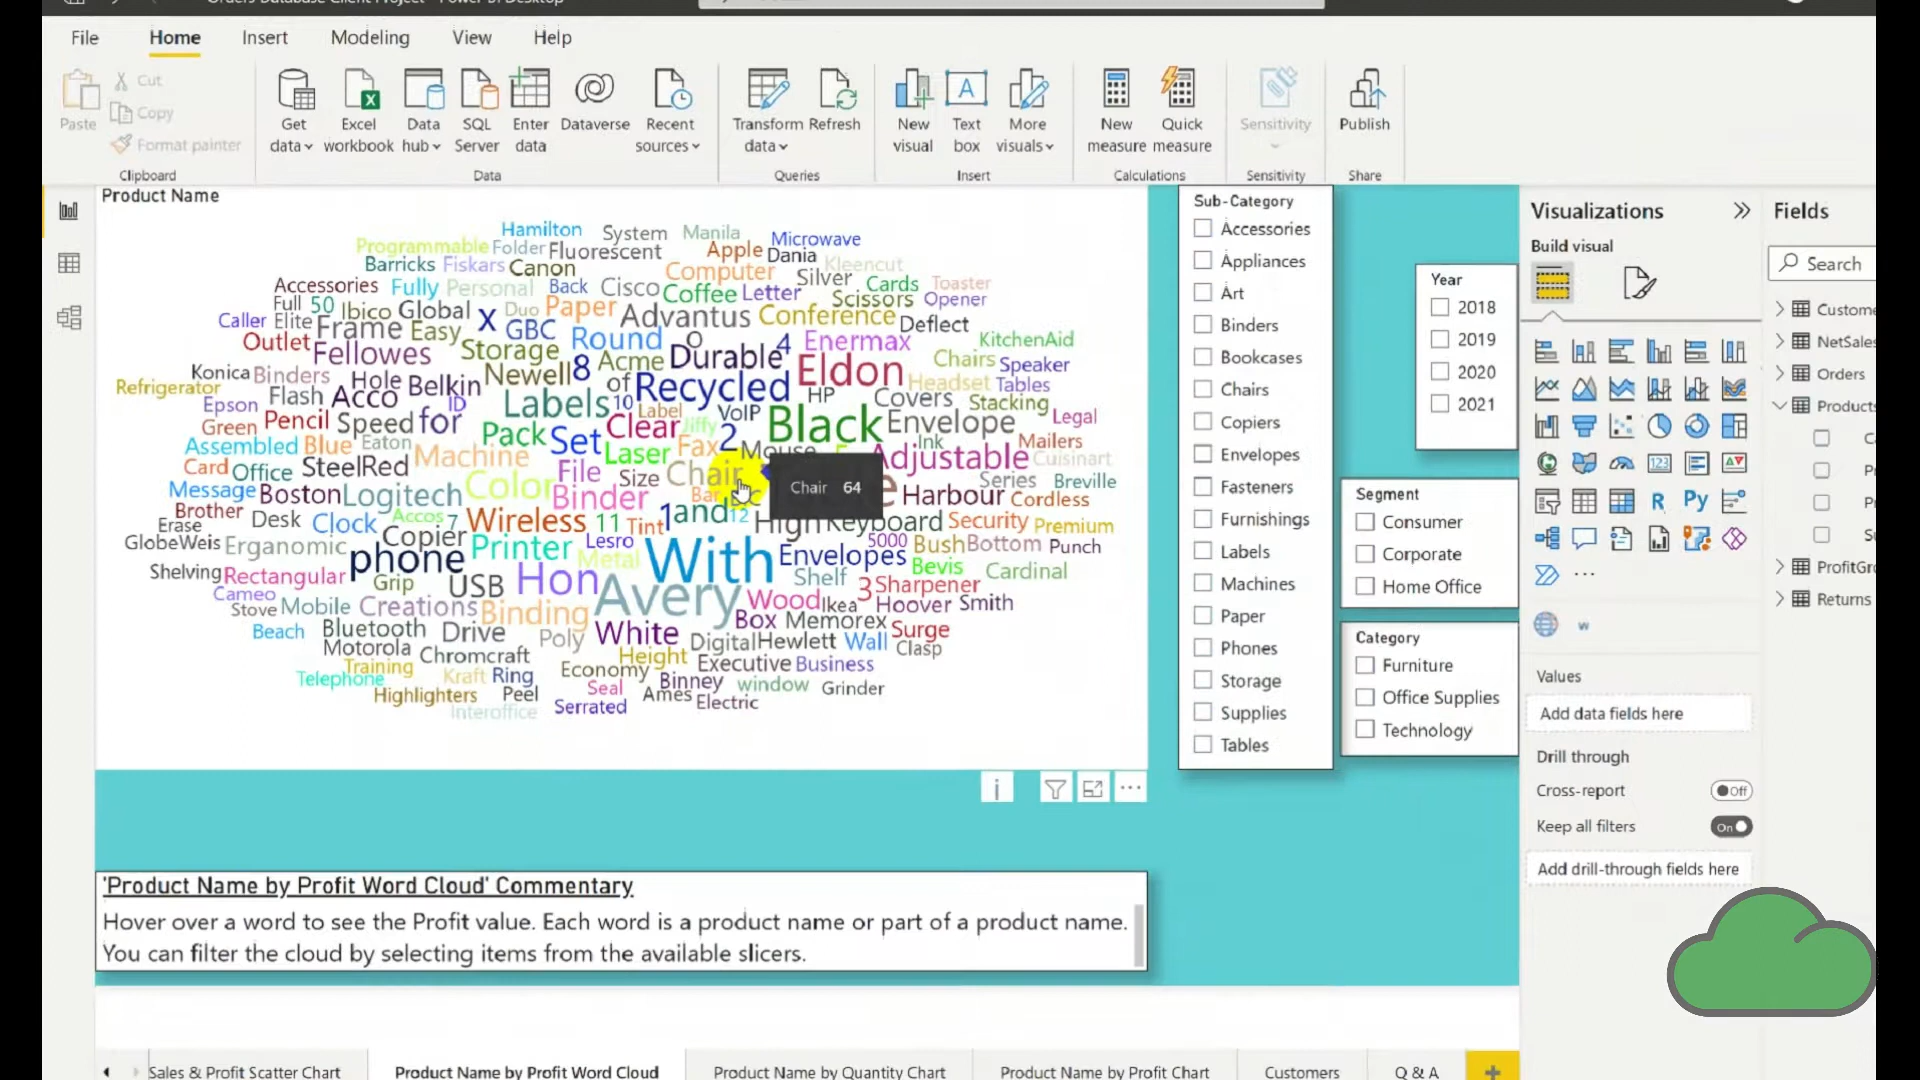 File
Home
Insert
Modeling
View
Help
Paste
Cut
Copy
Format painter
Clipboard
Get data
Excel workbook
Data hub
SQL Server
Enter data
Dataverse
Recent sources
Data
Transform data
Refresh
Queries
New visual
Text box
More visuals
Insert
New measure
Quick measure
Calculations
Sensitivity
Sensitivity
Publish
Share
Product Name
Hamilton System Manila
Programmable Folder Fluorescent Apple Dania Microwave
Barricks Fiskars Canon Computer Silver Kleencut
Accessories Fully Personal Back Cisco Coffee Letter Scissors Cards Opener Toaster
Full 50 Ibico Global Duo Paper Advantus Conference Deflect
Caller Elite Frame Easy X GBC Round O 4 Enermax KitchenAid
Outlet Fellowes Storage Acme Durable Eldon Chairs Speaker
Konica Binders Hole Belkin Newell 8 of Recycled HP Covers Headset Tables
Refrigerator Flash Acco ID Labels 10 Label VoIP Black Envelope Stacking Legal
Epson Green Pencil Speed for Pack Set Clear Jiffy 2 Ink Mailers
Assembled Blue Eaton Machine Laser Fax Mouse Adjustable Cuisinart
Card Office SteelRed Color File Size Chair Series Breville
Message Boston Logitech Binder Bar Harbour Cordless
Brother Desk Clock Accos 7 Wireless 11 Tint 1 and 12 High Keyboard Security Premium
Erase Copier Lesro 5000 Bush Bottom Punch
GlobeWeis Erganomic phone Printer Metal With Envelopes Bevis Cardinal
Shelving Rectangular Grip USB Hon Avery Shelf 3 Sharpener
Cameo Stove Mobile Creations Binding Wood Ikea Hoover Smith
Beach Bluetooth Drive Poly White Box Memorex Surge
Motorola Chromcraft Height Digital Hewlett Wall Clasp
Training Telephone Kraft Ring Economy Executive Business
Highlighters Peel Seal Ames Binney window Grinder
Interoffice Serrated Electric
Chair 64
Sub-Category
Accessories
Appliances
Art
Binders
Bookcases
Chairs
Copiers
Envelopes
Fasteners
Furnishings
Labels
Machines
Paper
Phones
Storage
Supplies
Tables
Year
2018
2019
2020
2021
Segment
Consumer
Corporate
Home Office
Category
Furniture
Office Supplies
Technology
Visualizations
Build visual
123
R
Py
w
Values
Add data fields here
Drill through
Cross-report
Off
Keep all filters
On
Add drill-through fields here
Fields
Search
Custome
NetSales
Orders
Products
ProfitGr
Returns
'Product Name by Profit Word Cloud' Commentary
Hover over a word to see the Profit value. Each word is a product name or part of a product name.
You can filter the cloud by selecting items from the available slicers.
Sales & Profit Scatter Chart
Product Name by Profit Word Cloud
Product Name by Quantity Chart
Product Name by Profit Chart
Customers
Q & A